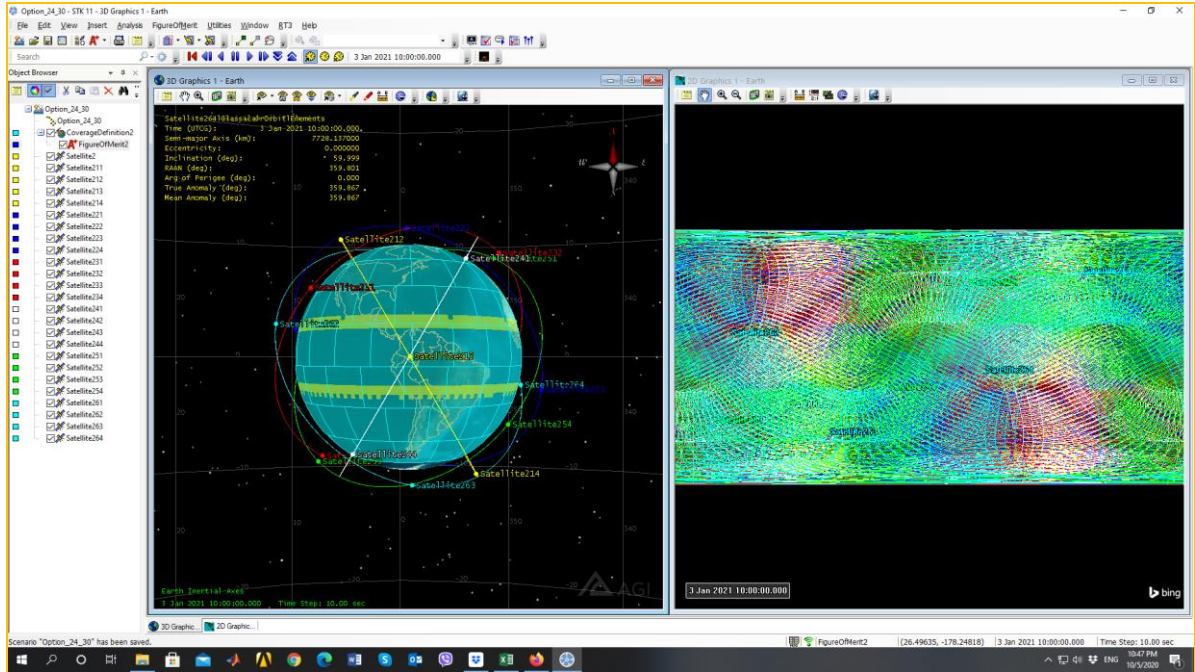 Option_24_30 - STK 11 - 3D Graphics 1 - Earth
File Edit View Insert Analysis FigureOfMerit Utilities Window RT3 Help
Search
3 Jan 2021 10:00:00.000
Object Browser
Option_24_30
Option_24_30
CoverageDefinition2
FigureOfMerit2
Satellite2
Satellite211
Satellite212
Satellite213
Satellite214
Satellite221
Satellite222
Satellite223
Satellite224
Satellite231
Satellite232
Satellite233
Satellite234
Satellite241
Satellite242
Satellite243
Satellite244
Satellite251
Satellite252
Satellite253
Satellite254
Satellite261
Satellite262
Satellite263
Satellite264
3D Graphics 1 - Earth
Time (UTCG): 3 Jan 2021 10:00:00.000
Semi-major Axis (km): 7728.137000
Eccentricity: 0.000000
Inclination (deg): 59.999
RAAN (deg): 359.801
Arg of Perigee (deg): 0.000
True Anomaly (deg): 359.867
Mean Anomaly (deg): 359.867
Satellite212
Satellite241
Satellite264
Satellite254
Satellite214
Satellite263
Earth Inertial Axes
3 Jan 2021 10:00:00.000 Time Step: 10.00 sec
AGI
2D Graphics 1 - Earth
3 Jan 2021 10:00:00.000
bing
3D Graphic...
2D Graphic...
Scenario "Option_24_30" has been saved.
FigureOfMerit2
(26.49635, -178.24818)
3 Jan 2021 10:00:00.000
Time Step: 10.00 sec
ENG
10:47 PM
10/5/2020